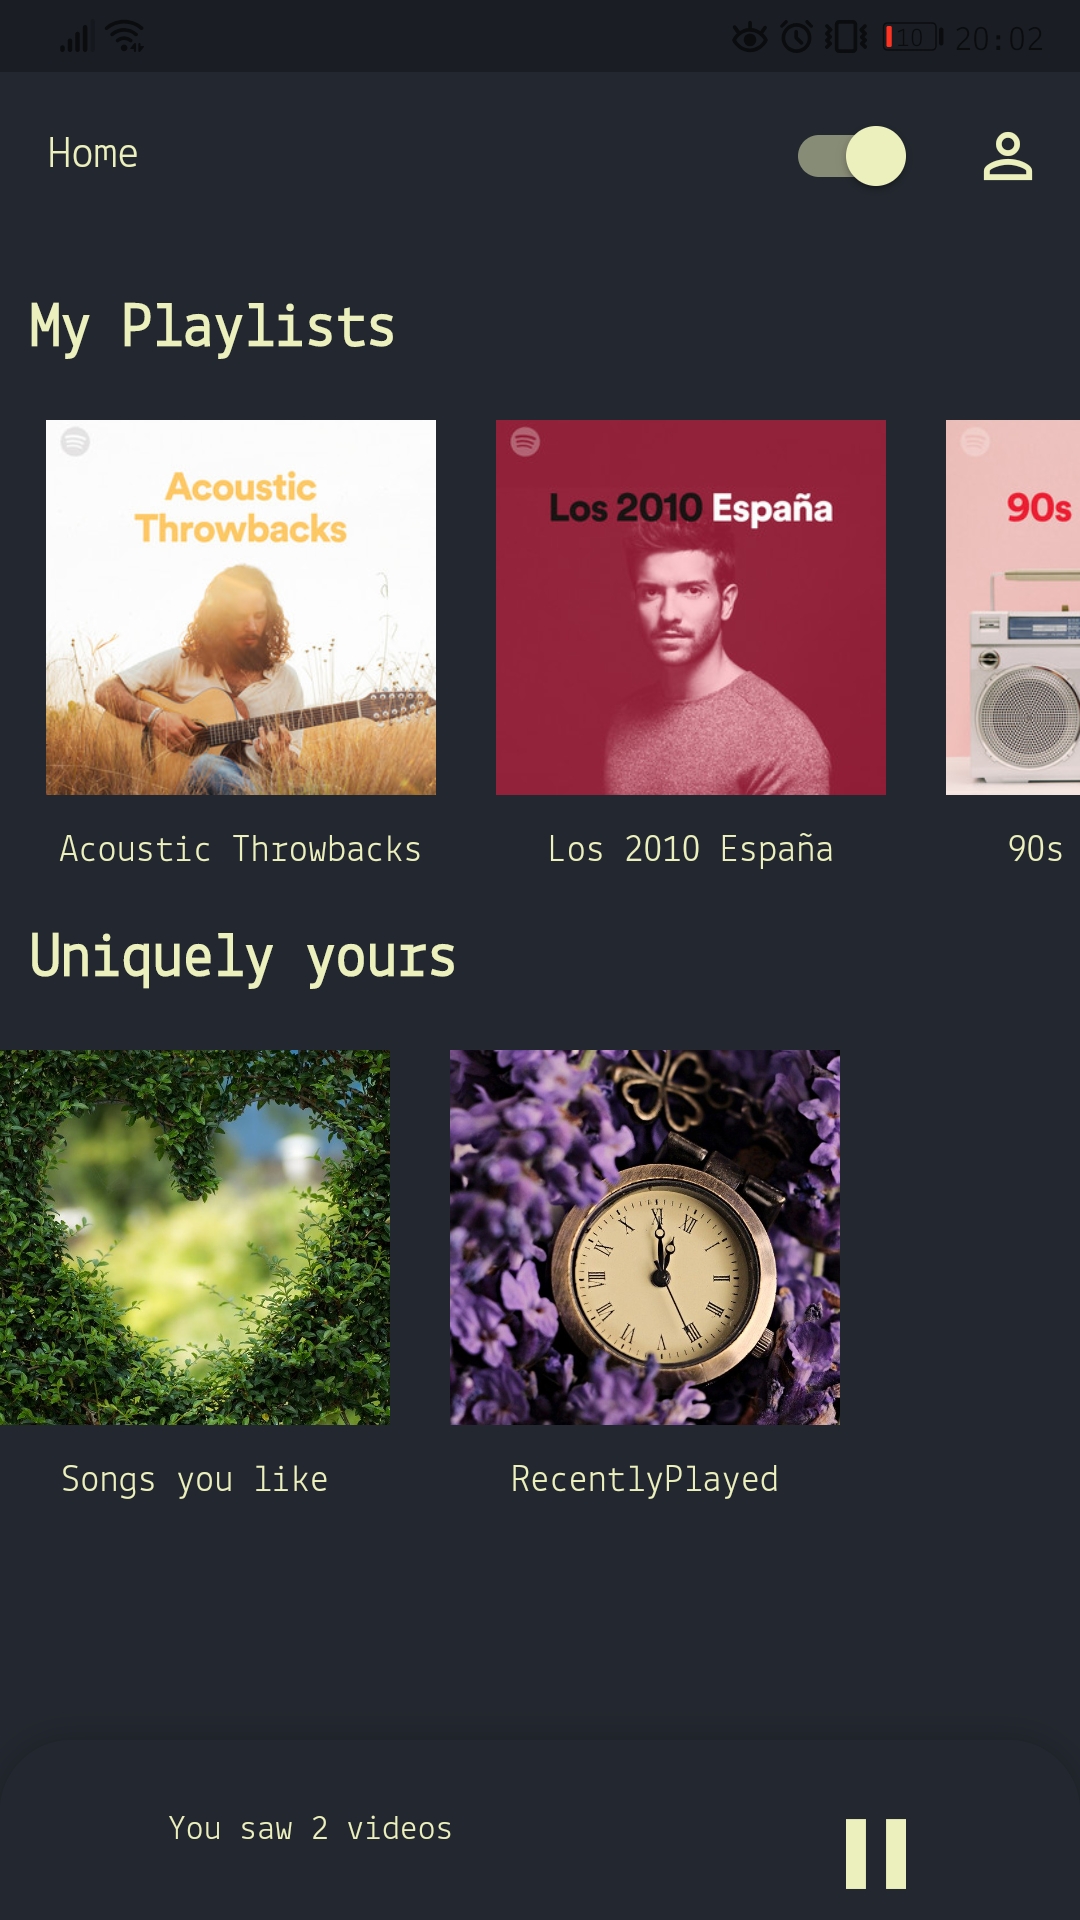 10 20:02
Home
My Playlists
Acoustic
Throwbacks
Los 2010 España
90s
Acoustic Throwbacks
Los 2010 España
90s
Uniquely yours
Songs you like
RecentlyPlayed
You saw 2 videos